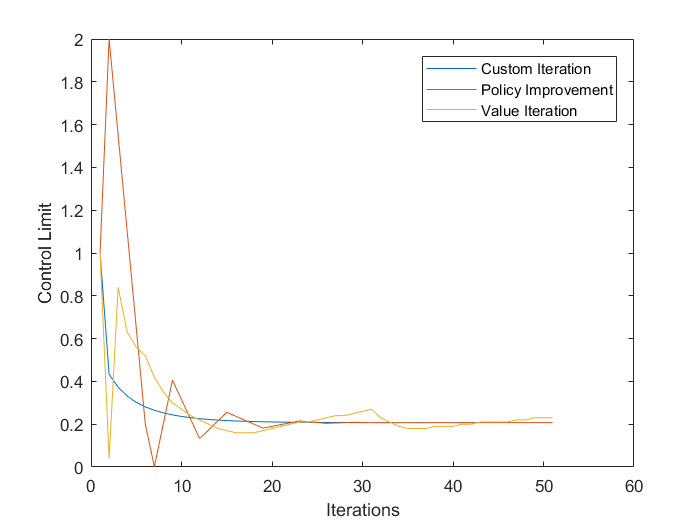 2
1.8
1.6
1.4
1.2
1
0.8
0.6
0.4
0.2
0
Control Limit
Custom Iteration
Policy Improvement
Value Iteration
0 10 20 30 40 50 60
Iterations